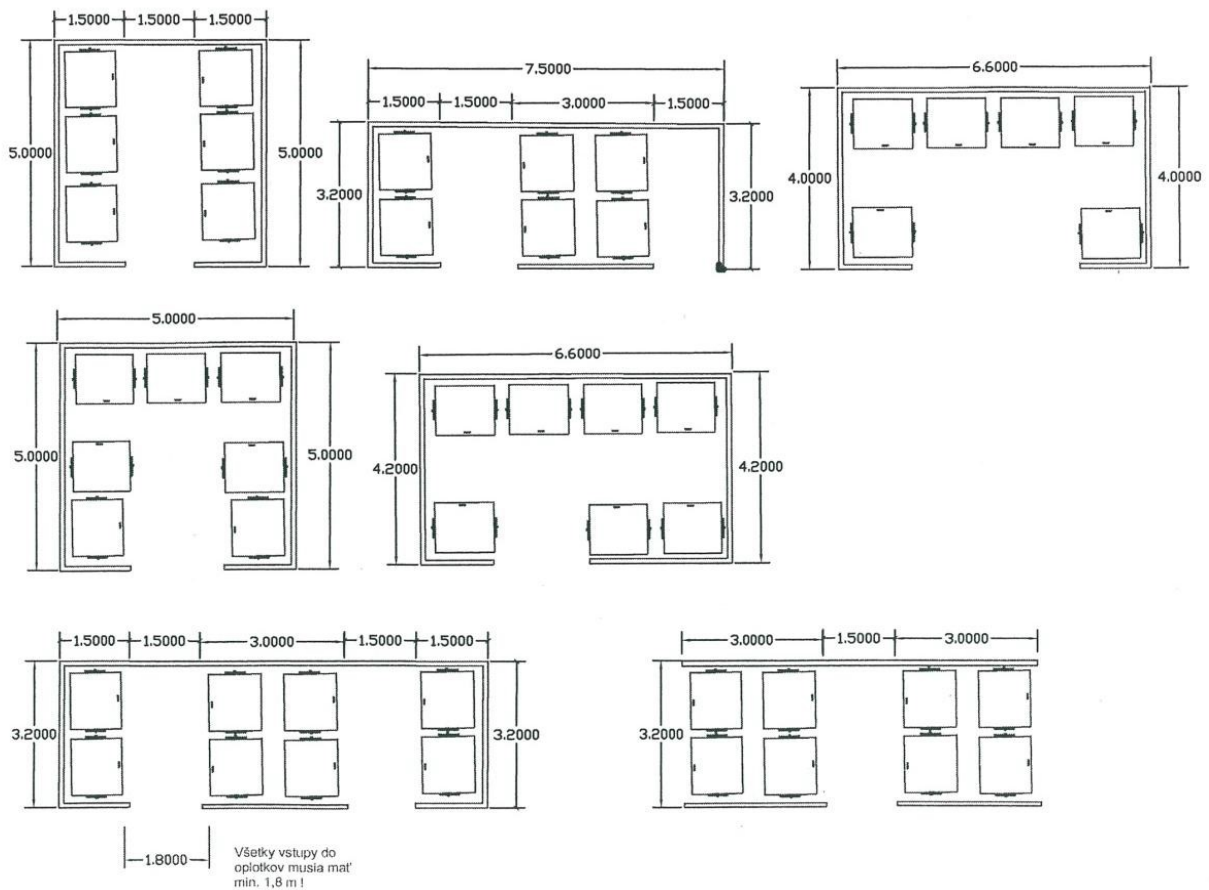 1.5000 1.5000 1.5000
5.0000 5.0000
7.5000
1.5000 1.5000 3.0000 1.5000
3.2000 3.2000
6.6000
4.0000 4.0000
5.0000
5.0000 5.0000
6.6000
4.2000 4.2000
1.5000 1.5000 3.0000 1.5000 1.5000
3.2000 3.2000
3.0000 1.5000 3.0000
3.2000
1.8000
Všetky vstupy do
oplotkov musia mať
min. 1,8 m !